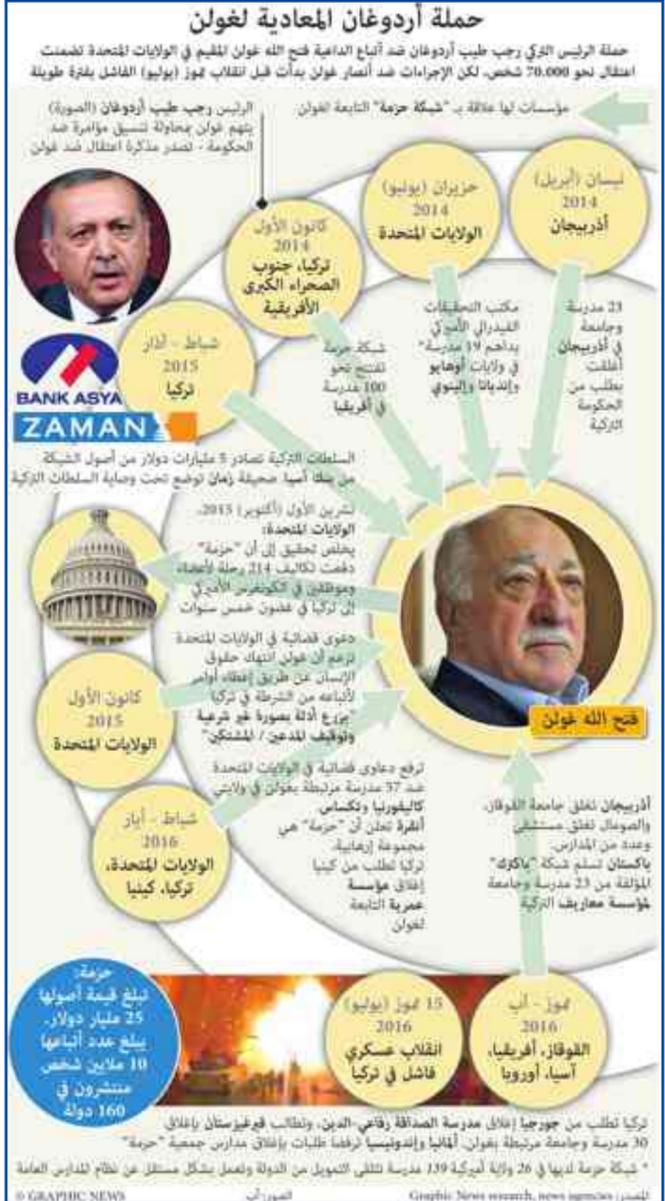 حملة أردوغان المعادية لغولن
حملة الرئيس التركي رجب طيب أردوغان ضد أتباع الداعية فتح الله غولن المقيم في الولايات المتحدة تضمنت
اعتقال نحو 70.000 شخص، لكن الإجراءات ضد أنصار غولن بدأت قبل انقلاب تموز (يوليو) الفاشل بفترة طويلة
مؤسسات لها علاقة بـ "شبكة حزمة" التابعة لغولن
الرئيس رجب طيب أردوغان (الصورة)
يتهم غولن بمحاولة تنسيق مؤامرة ضد
الحكومة - تصدر مذكرة اعتقال ضد غولن
نيسان (أبريل)
2014
أذربيجان
حزيران (يونيو)
2014
الولايات المتحدة
كانون الأول
2014
تركيا، جنوب
الصحراء الكبرى
الأفريقية
شباط - آذار
2015
تركيا
23 مدرسة
وجامعة
في أذربيجان
أغلقت
بطلب من
الحكومة
التركية
مكتب التحقيقات
الفيدرالي الأميركي
يداهم 19 مدرسة*
في ولايات أوهايو
وإنديانا وإلينوي
شبكة حزمة
تفتتح نحو
100 مدرسة
في أفريقيا
BANK ASYA
ZAMAN
السلطات التركية تصادر 5 مليارات دولار من أصول الشبكة
من بنك آسيا. صحيفة زمان توضع تحت وصاية السلطات التركية
تشرين الأول (أكتوبر) 2015،
الولايات المتحدة:
يخلص تحقيق إلى أن "حزمة"
دفعت تكاليف 214 رحلة لأعضاء
وموظفين في الكونغرس الأميركي
إلى تركيا في غضون خمس سنوات
كانون الأول
2015
الولايات المتحدة
دعوى قضائية في الولايات المتحدة
تزعم أن غولن انتهك حقوق
الإنسان عن طريق إعطاء أوامر
لأتباعه من الشرطة في تركيا
"بزرع أدلة بصورة غير شرعية
وتوقيف المدعين / المشتكين"
فتح الله غولن
شباط - أيار
2016
الولايات المتحدة،
تركيا، كينيا
ترفع دعاوى قضائية في الولايات المتحدة
ضد 57 مدرسة مرتبطة بغولن في ولايتي
كاليفورنيا وتكساس.
أنقرة تعلن أن "حزمة" هي
مجموعة إرهابية.
تركيا تطلب من كينيا
إغلاق مؤسسة
عمرية التابعة
لغولن
أذربيجان تغلق جامعة القوقاز،
والصومال تغلق مستشفى
وعدد من المدارس.
باكستان تسلم شبكة "باكترك"
المؤلفة من 23 مدرسة وجامعة
لمؤسسة معاريف التركية
تموز - آب
2016
القوقاز، أفريقيا،
آسيا، أوروبا
15 تموز (يوليو)
2016
انقلاب عسكري
فاشل في تركيا
حزمة:
تبلغ قيمة أصولها
25 مليار دولار.
يبلغ عدد أتباعها
10 ملايين شخص
منتشرون في
160 دولة
تركيا تطلب من جورجيا إغلاق مدرسة الصداقة رفاعي-الدين، وتطالب قيرغيزستان بإغلاق
30 مدرسة وجامعة مرتبطة بغولن. ألمانيا وإندونيسيا ترفضا طلبات بإغلاق مدارس جمعية "حزمة"
* شبكة حزمة لديها في 26 ولاية أميركية 139 مدرسة تتلقى التمويل من الدولة وتعمل بشكل مستقل عن نظام المدارس العامة
المصدر: Graphic News research, news agencies
الصور: أب
© GRAPHIC NEWS